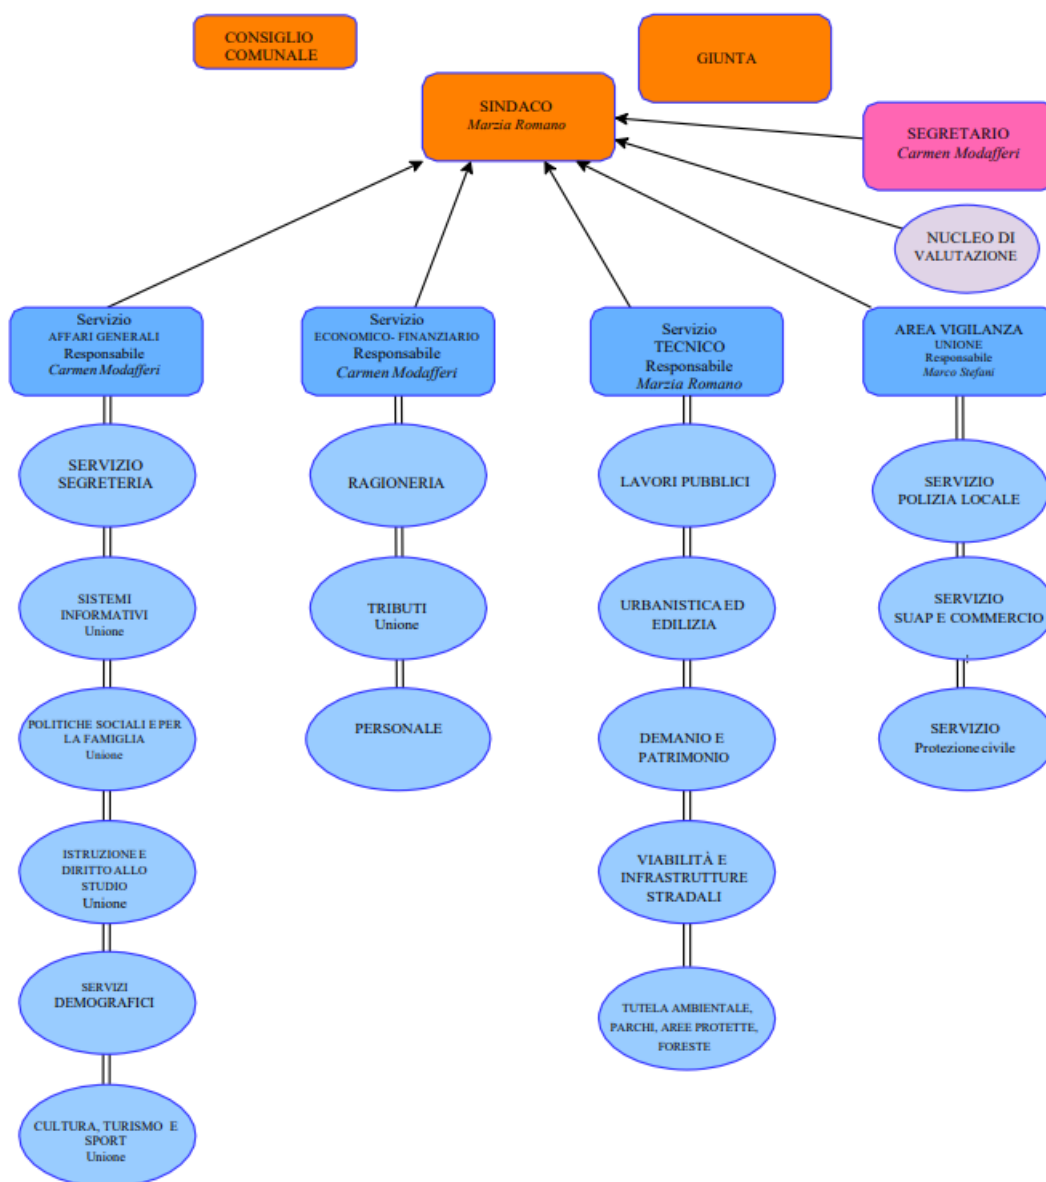 CONSIGLIO
COMUNALE
GIUNTA
SINDACO
Marzia Romano
SEGRETARIO
Carmen Modafferi
NUCLEO DI
VALUTAZIONE
Servizio
AFFARI GENERALI
Responsabile
Carmen Modafferi
Servizio
ECONOMICO- FINANZIARIO
Responsabile
Carmen Modafferi
Servizio
TECNICO
Responsabile
Marzia Romano
AREA VIGILANZA
UNIONE
Responsabile
Marco Stefani
SERVIZIO
SEGRETERIA
SISTEMI
INFORMATIVI
Unione
POLITICHE SOCIALI E PER
LA FAMIGLIA
Unione
ISTRUZIONE E
DIRITTO ALLO
STUDIO
Unione
SERVIZI
DEMOGRAFICI
CULTURA, TURISMO E
SPORT
Unione
RAGIONERIA
TRIBUTI
Unione
PERSONALE
LAVORI PUBBLICI
URBANISTICA ED
EDILIZIA
DEMANIO E
PATRIMONIO
VIABILITÀ E
INFRASTRUTTURE
STRADALI
TUTELA AMBIENTALE,
PARCHI, AREE PROTETTE,
FORESTE
SERVIZIO
POLIZIA LOCALE
SERVIZIO
SUAP E COMMERCIO
SERVIZIO
Protezione civile